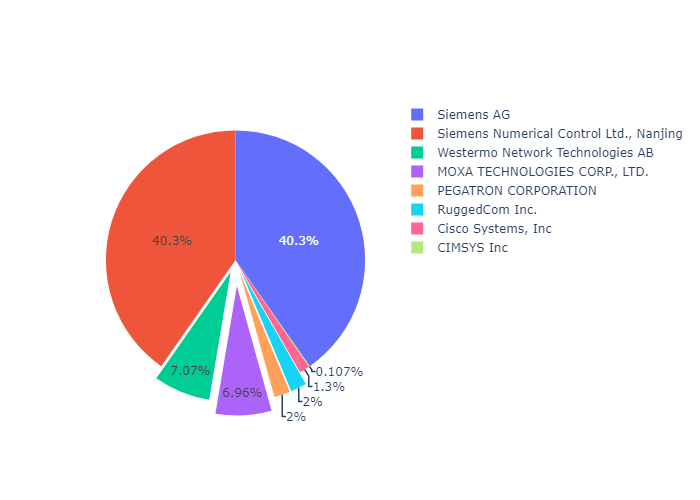 Siemens AG
Siemens Numerical Control Ltd., Nanjing
Westermo Network Technologies AB
MOXA TECHNOLOGIES CORP., LTD.
PEGATRON CORPORATION
RuggedCom Inc.
Cisco Systems, Inc
CIMSYS Inc
40.3%
40.3%
7.07%
6.96%
0.107%
1.3%
2%
2%